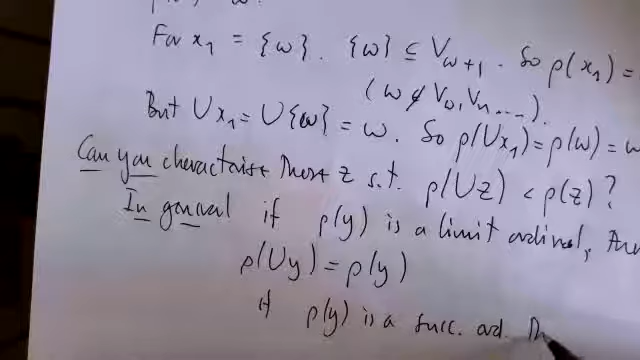 For x₁ = {ω}. {ω} ⊆ V_{ω+1}. So ρ(x₁) =
(ω ⊄ V₀, Vₙ ....).
But ∪x₁ = ∪{ω} = ω. So ρ(∪x₁) = ρ(ω) = ω
Can you characterise those z s.t. ρ(∪z) < ρ(z)?
In general if ρ(y) is a limit ordinal, then
ρ(∪y) = ρ(y)
if ρ(y) is a succ. ord.